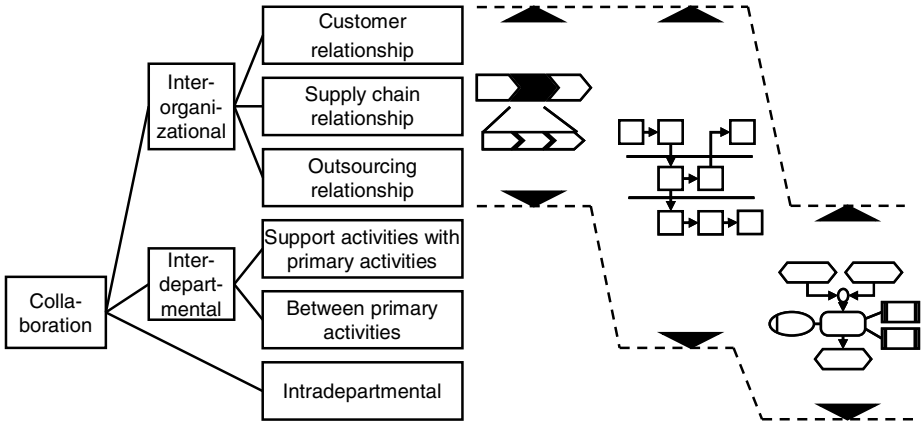 Customer
relationship
Inter-
organi-
zational
Supply chain
relationship
Outsourcing
relationship
Support activities with
primary activities
Inter-
depart-
mental
Colla-
boration
Between primary
activities
Intradepartmental